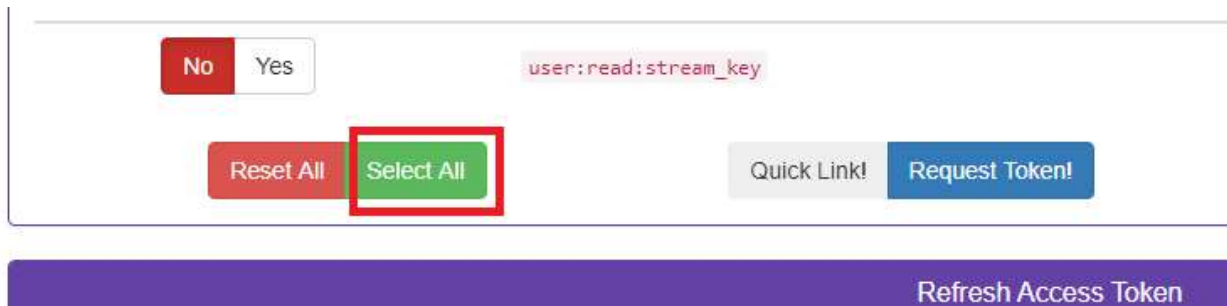 No Yes user:read:stream_key
Reset All Select All Quick Link! Request Token!
Refresh Access Token